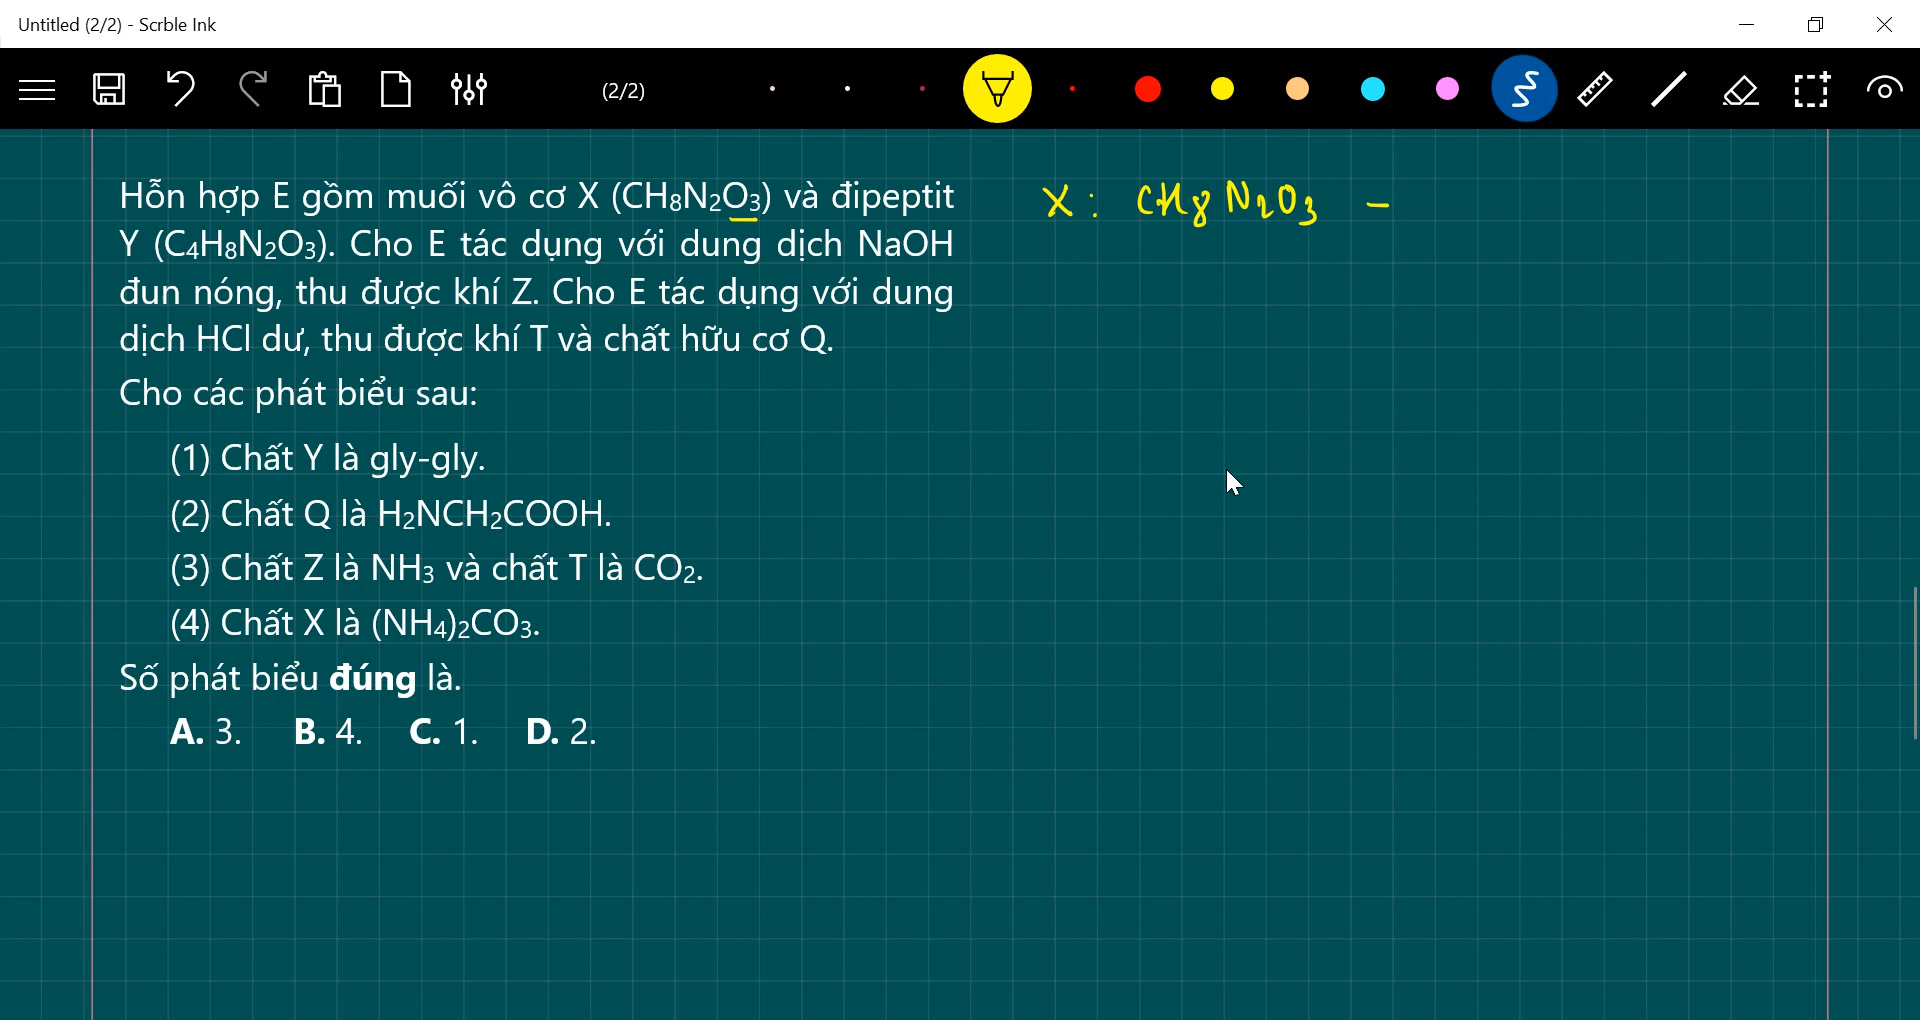 Untitled (2/2) - Scrble Ink
(2/2)
Hỗn hợp E gồm muối vô cơ X (CH₈N₂O₃) và đipeptit
X: CH₈N₂O₃ -
Y (C₄H₈N₂O₃). Cho E tác dụng với dung dịch NaOH
đun nóng, thu được khí Z. Cho E tác dụng với dung
dịch HCl dư, thu được khí T và chất hữu cơ Q.
Cho các phát biểu sau:
(1) Chất Y là gly-gly.
(2) Chất Q là H₂NCH₂COOH.
(3) Chất Z là NH₃ và chất T là CO₂.
(4) Chất X là (NH₄)₂CO₃.
Số phát biểu đúng là.
A. 3. B. 4. C. 1. D. 2.